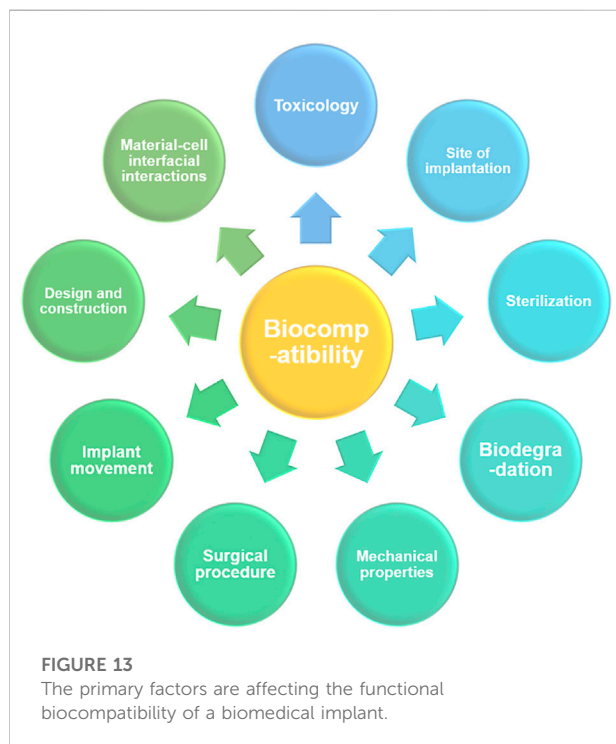 Toxicology
Site of
implantation
Sterilization
Biodegra
-dation
Mechanical
properties
Surgical
procedure
Implant
movement
Design and
construction
Material-cell
interfacial
interactions
Biocomp
-atibility
FIGURE 13
The primary factors are affecting the functional
biocompatibility of a biomedical implant.